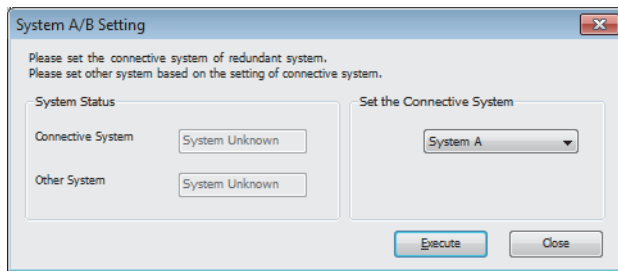 System A/B Setting
Please set the connective system of redundant system.
Please set other system based on the setting of connective system.
System Status
Connective System System Unknown
Other System System Unknown
Set the Connective System
System A
Execute Close